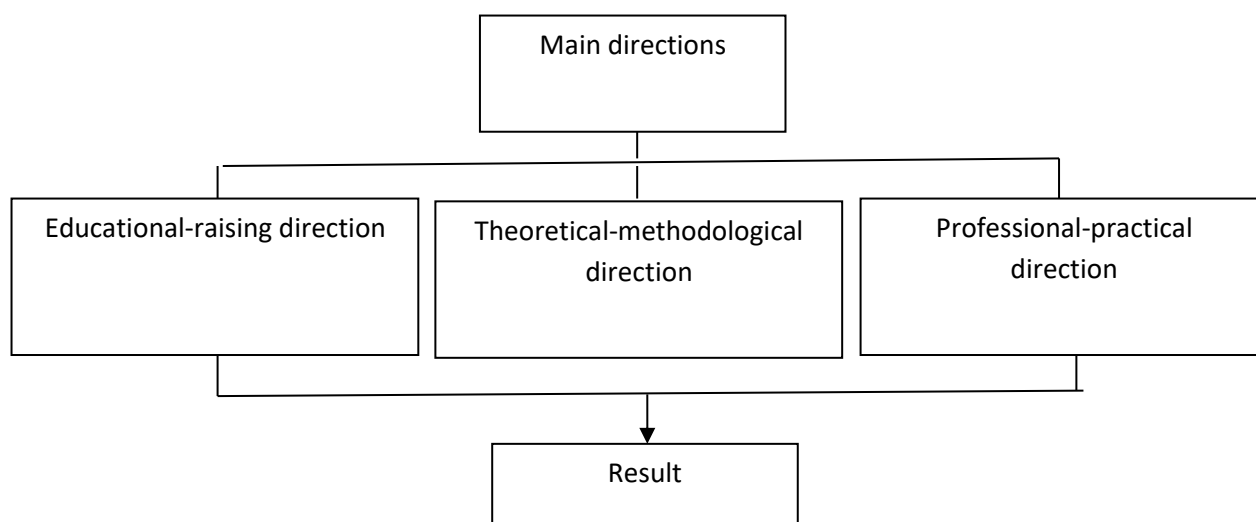 Main directions
Educational-raising direction
Theoretical-methodological
direction
Professional-practical
direction
Result